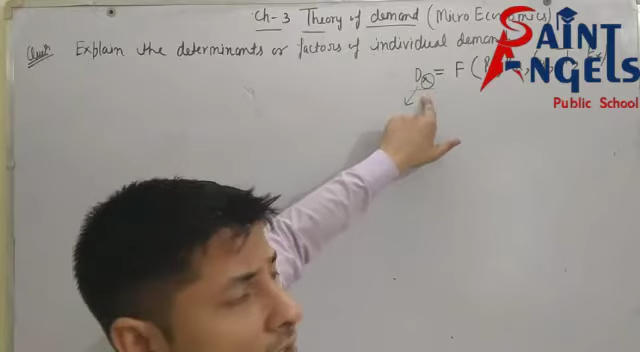 Ch-3 Theory of demand (Micro Economics)
Ques Explain the determinants or factors of individual demand
Dx = F (P
SAINT
ANGELS
Public School